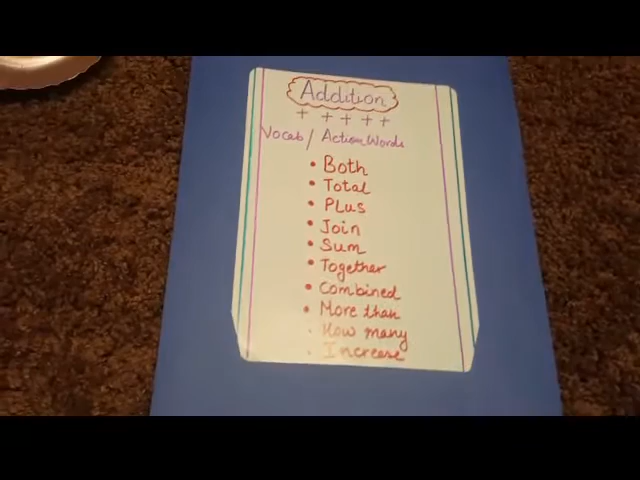 Addition
+ + + + +
Vocab/ Action Words
• Both
• Total
• Plus
• Join
• Sum
• Together
• Combined
• More than
• How many
• Increase